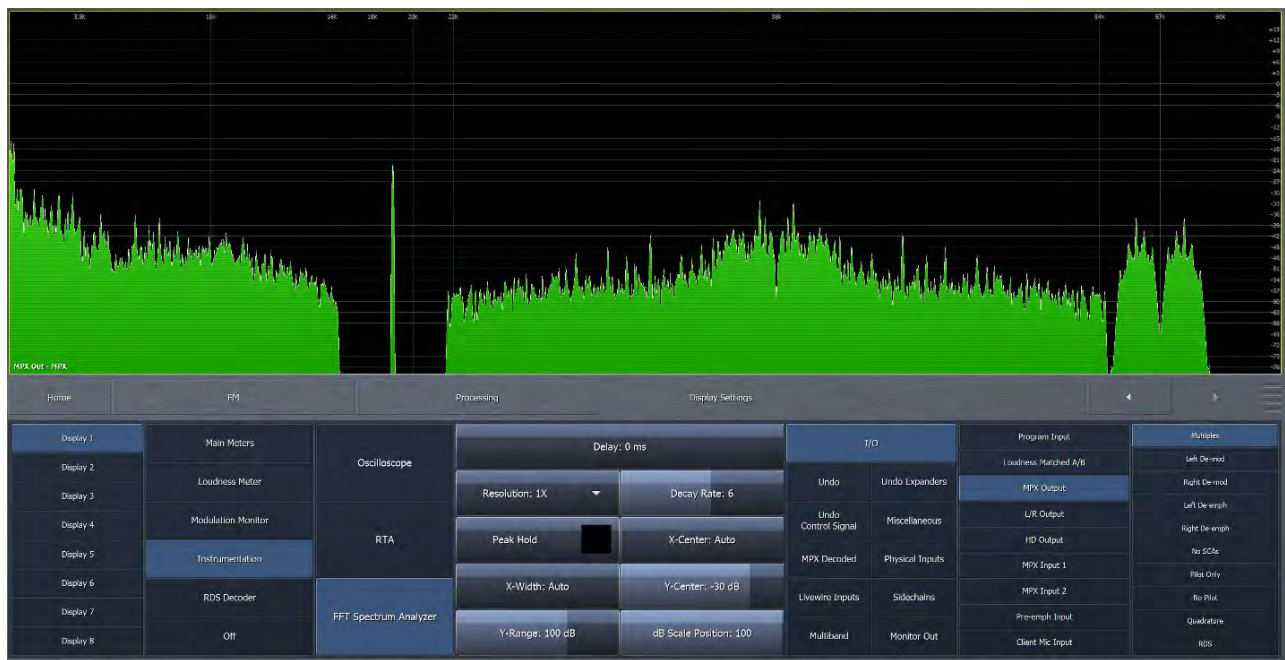 3.8k 10k 16k 18k 20k 22k 38k 54k 57k 60k
+15
+12
+9
+6
+3
0
-3
-6
-9
-12
-15
-18
-21
-24
-27
-30
-33
-36
-39
-42
-45
-48
-51
-54
-57
-60
-63
-66
-69
-72
-75
MPX Out - MPX
Home FM Processing Display Settings
Display 1
Display 2
Display 3
Display 4
Display 5
Display 6
Display 7
Display 8
Main Meters
Loudness Meter
Modulation Monitor
Instrumentation
RDS Decoder
Off
Oscilloscope
RTA
FFT Spectrum Analyzer
Delay: 0 ms
Resolution: 1X Decay Rate: 6
Peak Hold X-Center: Auto
X-Width: Auto Y-Center: -30 dB
Y-Range: 100 dB dB Scale Position: 100
I/O
Undo Undo Expanders
Undo
Control Signal Miscellaneous
MPX Decoded Physical Inputs
Livewire Inputs Sidechains
Multiband Monitor Out
Program Input
Loudness Matched A/B
MPX Output
L/R Output
HD Output
MPX Input 1
MPX Input 2
Pre-emph Input
Client Mic Input
Multiplex
Left De-mod
Right De-mod
Left De-emph
Right De-emph
No SCAs
Pilot Only
No Pilot
Quadrature
RDS